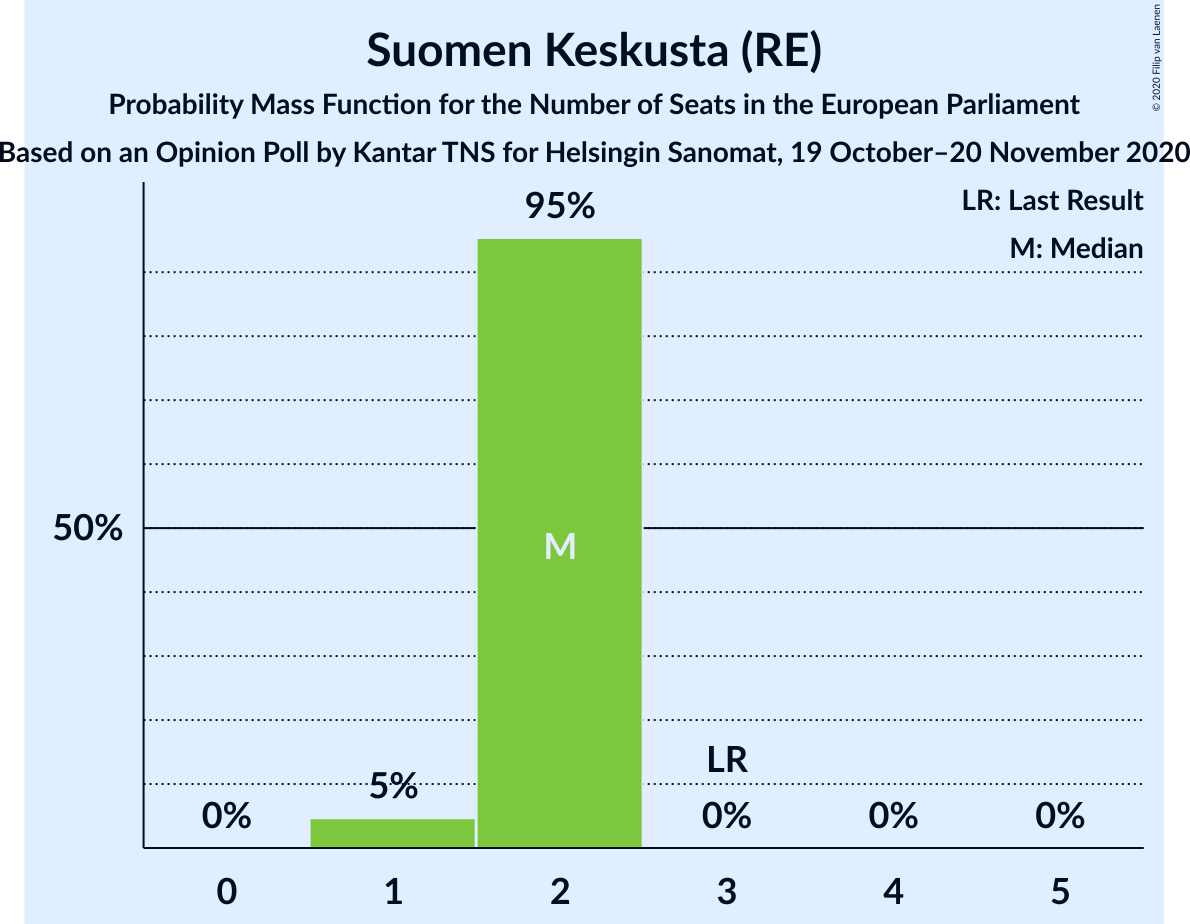 Suomen Keskusta (RE)
Probability Mass Function for the Number of Seats in the European Parliament
Based on an Opinion Poll by Kantar TNS for Helsingin Sanomat, 19 October–20 November 2020
© 2020 Filip van Laenen
LR: Last Result
M: Median
95%
50%
M
LR
5%
0%
0%
0%
0%
0 1 2 3 4 5